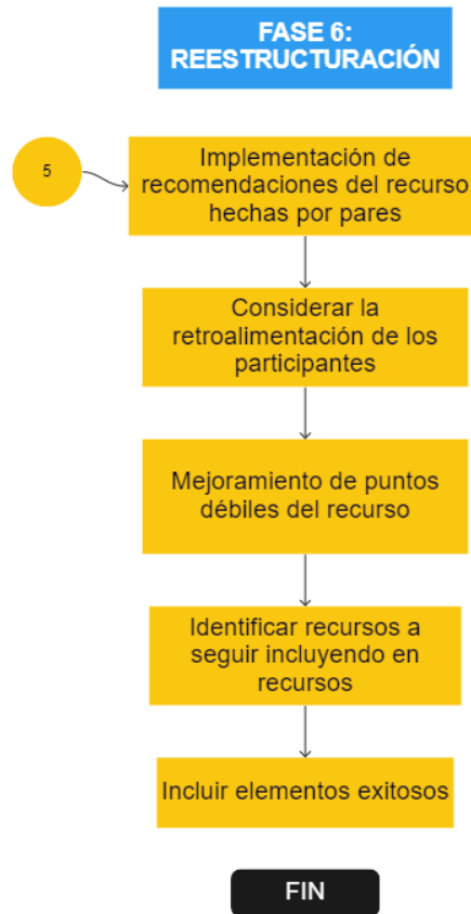 FASE 6:
REESTRUCTURACIÓN
5
Implementación de
recomendaciones del recurso
hechas por pares
Considerar la
retroalimentación de los
participantes
Mejoramiento de puntos
débiles del recurso
Identificar recursos a
seguir incluyendo en
recursos
Incluir elementos exitosos
FIN